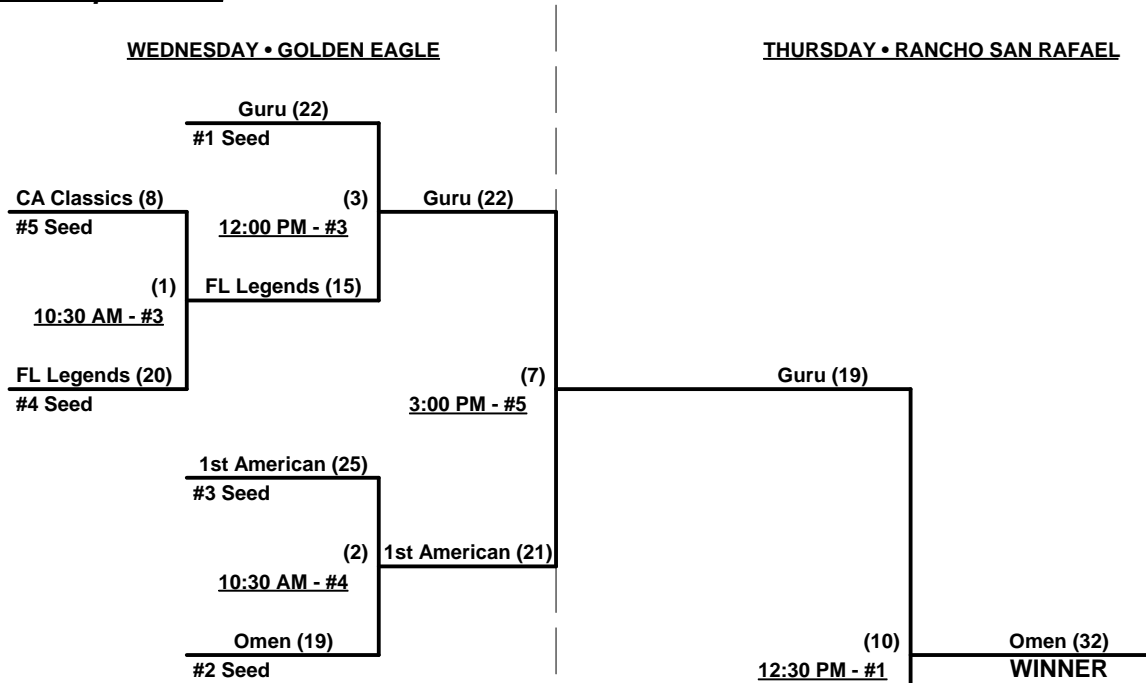 WEDNESDAY • GOLDEN EAGLE
THURSDAY • RANCHO SAN RAFAEL
Guru (22)
#1 Seed
CA Classics (8)
(3)
Guru (22)
#5 Seed
12:00 PM - #3
(1)
FL Legends (15)
10:30 AM - #3
FL Legends (20)
(7)
Guru (19)
#4 Seed
3:00 PM - #5
1st American (25)
#3 Seed
(2)
1st American (21)
10:30 AM - #4
Omen (19)
(10)
Omen (32)
#2 Seed
12:30 PM - #1
WINNER